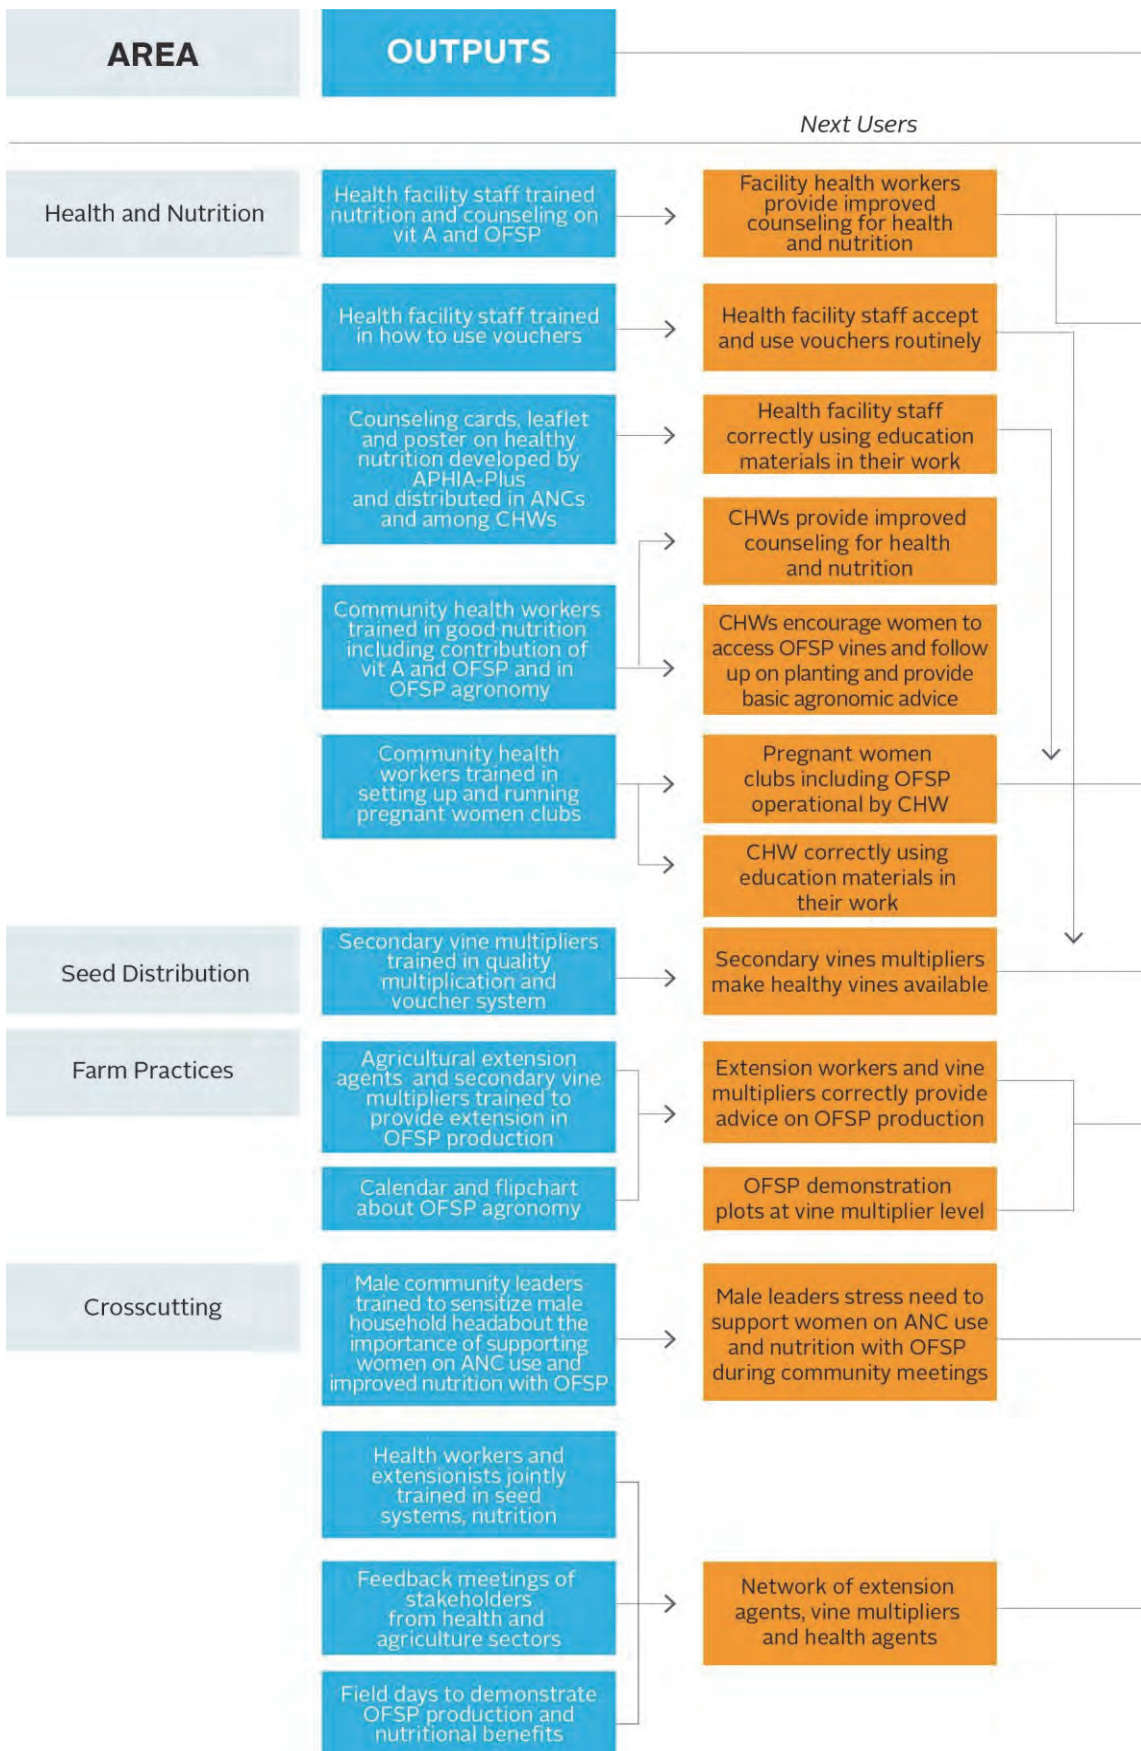 AREA
OUTPUTS
Next Users
Health and Nutrition
Health facility staff trained
nutrition and counseling on
vit A and OFSP
Facility health workers
provide improved
counseling for health
and nutrition
Health facility staff trained
in how to use vouchers
Health facility staff accept
and use vouchers routinely
Counseling cards, leaflet
and poster on healthy
nutrition developed by
APHIA-Plus
and distributed in ANCs
and among CHWs
Health facility staff
correctly using education
materials in their work
CHWs provide improved
counseling for health
and nutrition
Community health workers
trained in good nutrition
including contribution of
vit A and OFSP and in
OFSP agronomy
CHWs encourage women to
access OFSP vines and follow
up on planting and provide
basic agronomic advice
Community health
workers trained in
setting up and running
pregnant women clubs
Pregnant women
clubs including OFSP
operational by CHW
CHW correctly using
education materials in
their work
Seed Distribution
Secondary vine multipliers
trained in quality
multiplication and
voucher system
Secondary vines multipliers
make healthy vines available
Farm Practices
Agricultural extension
agents and secondary vine
multipliers trained to
provide extension in
OFSP production
Extension workers and vine
multipliers correctly provide
advice on OFSP production
Calendar and flipchart
about OFSP agronomy
OFSP demonstration
plots at vine multiplier level
Crosscutting
Male community leaders
trained to sensitize male
household headabout the
importance of supporting
women on ANC use and
improved nutrition with OFSP
Male leaders stress need to
support women on ANC use
and nutrition with OFSP
during community meetings
Health workers and
extensionists jointly
trained in seed
systems, nutrition
Feedback meetings of
stakeholders
from health and
agriculture sectors
Network of extension
agents, vine multipliers
and health agents
Field days to demonstrate
OFSP production and
nutritional benefits